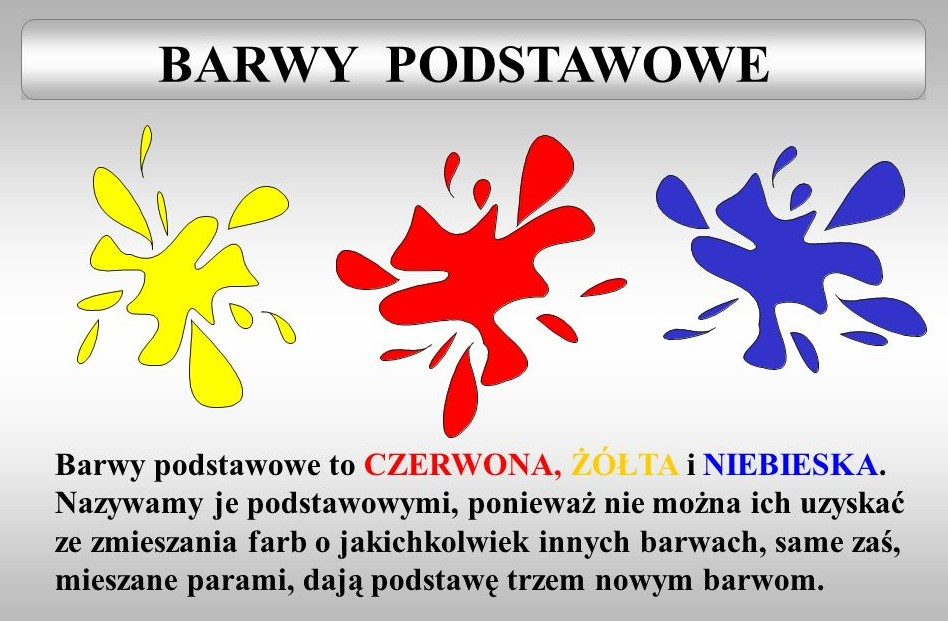 BARWY PODSTAWOWE
Barwy podstawowe to CZERWONA, ŻÓŁTA i NIEBIESKA.
Nazywamy je podstawowymi, ponieważ nie można ich uzyskać
ze zmieszania farb o jakichkolwiek innych barwach, same zaś,
mieszane parami, dają podstawę trzem nowym barwom.